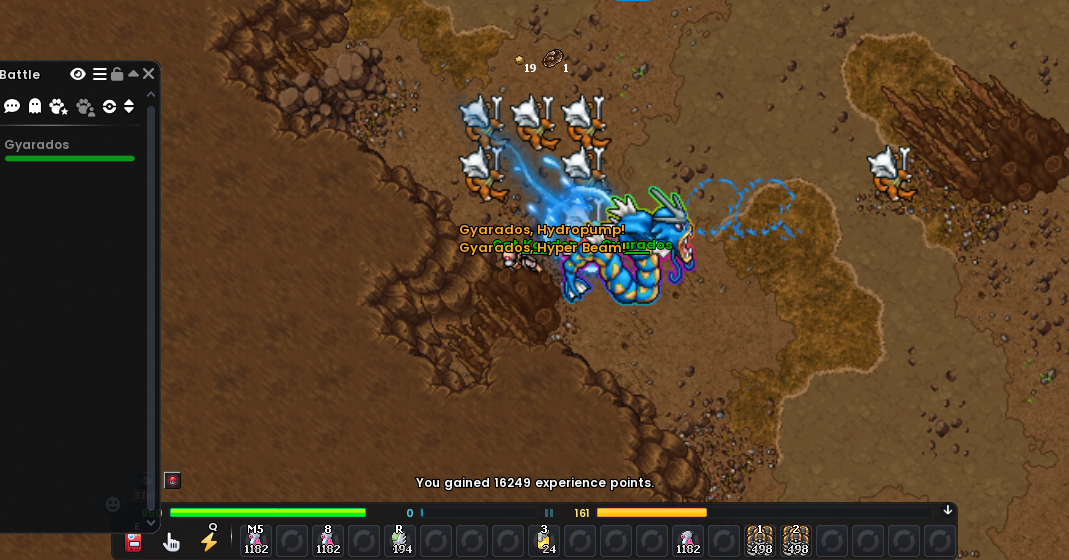 Battle
19
1
Gyarados
Gyarados, Hydropump!
Gyarados, Hyper Beam!
Gyarados
You gained 16249 experience points.
0
161
E
Q
M5
8
R
3
1
2
1182
1182
194
24
1182
-498
-498